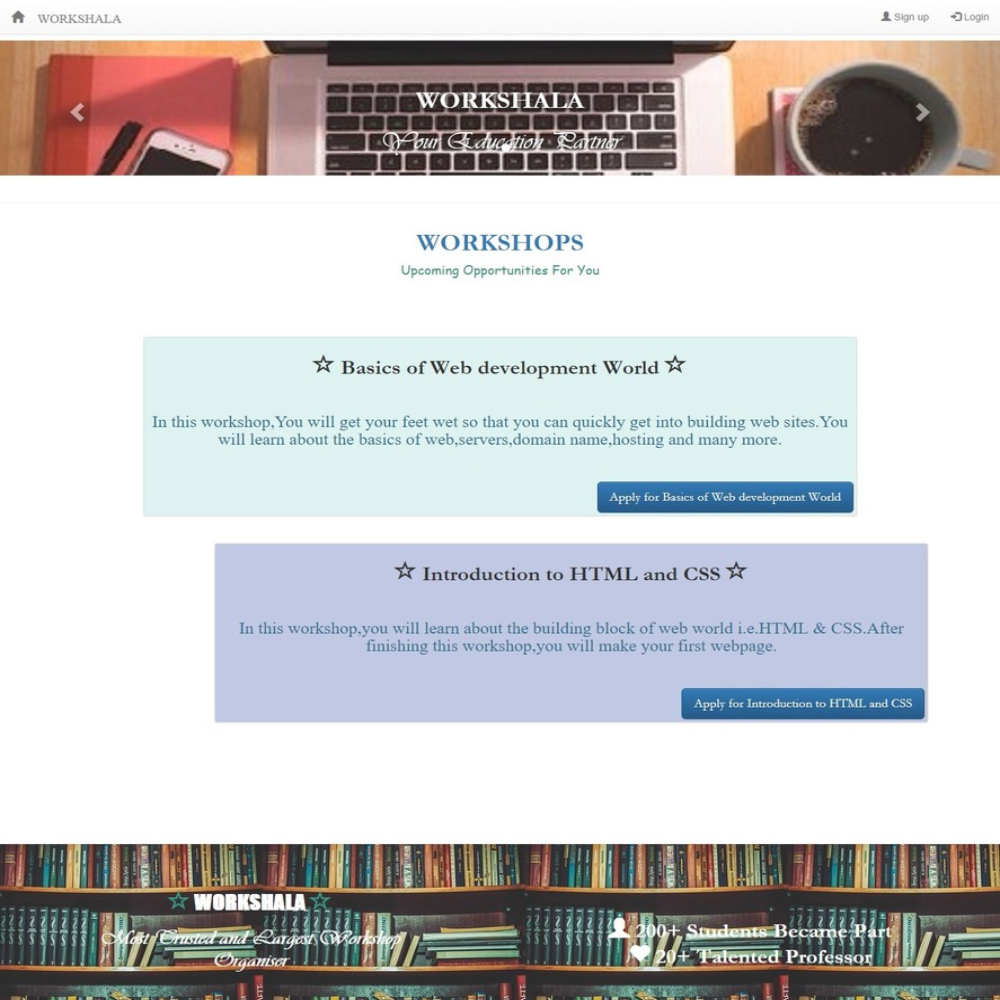 WORKSHALA
Sign up
Login
WORKSHALA
Your Education Partner
WORKSHOPS
Upcoming Opportunities For You
☆ Basics of Web development World ☆
In this workshop,You will get your feet wet so that you can quickly get into building web sites.You
will learn about the basics of web,servers,domain name,hosting and many more.
Apply for Basics of Web development World
☆ Introduction to HTML and CSS ☆
In this workshop,you will learn about the building block of web world i.e.HTML & CSS.After
finishing this workshop,you will make your first webpage.
Apply for Introduction to HTML and CSS
☆ WORKSHALA ☆
Most Trusted and Largest Workshop
Organiser
200+ Students Became Part
20+ Talented Professor